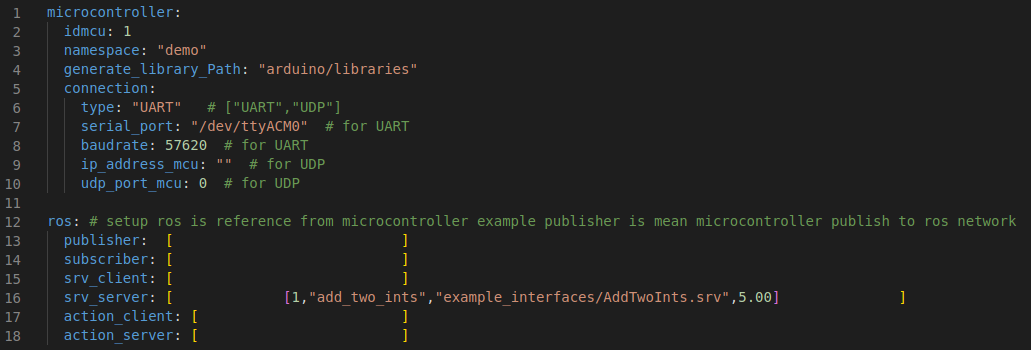 1 microcontroller:
2 idmcu: 1
3 namespace: "demo"
4 generate_library_Path: "arduino/libraries"
5 connection:
6 type: "UART" # ["UART","UDP"]
7 serial_port: "/dev/ttyACM0" # for UART
8 baudrate: 57620 # for UART
9 ip_address_mcu: "" # for UDP
10 udp_port_mcu: 0 # for UDP
11
12 ros: # setup ros is reference from microcontroller example publisher is mean microcontroller publish to ros network
13 publisher: [ ]
14 subscriber: [ ]
15 srv_client: [ ]
16 srv_server: [ [1,"add_two_ints","example_interfaces/AddTwoInts.srv",5.00] ]
17 action_client: [ ]
18 action_server: [ ]